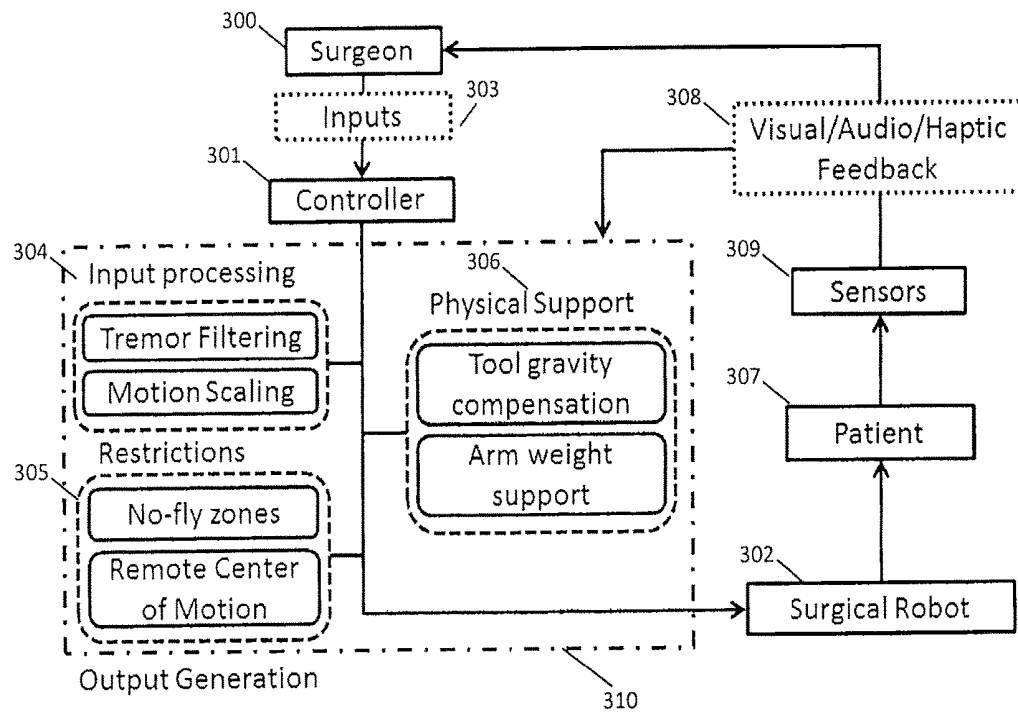 300
Surgeon
303
Inputs
308
Visual/Audio/Haptic
Feedback
301
Controller
304
Input processing
306
Physical Support
309
Sensors
Tremor Filtering
Motion Scaling
Tool gravity
compensation
307
Patient
Restrictions
305
Arm weight
support
No-fly zones
Remote Center
of Motion
302
Surgical Robot
Output Generation
310